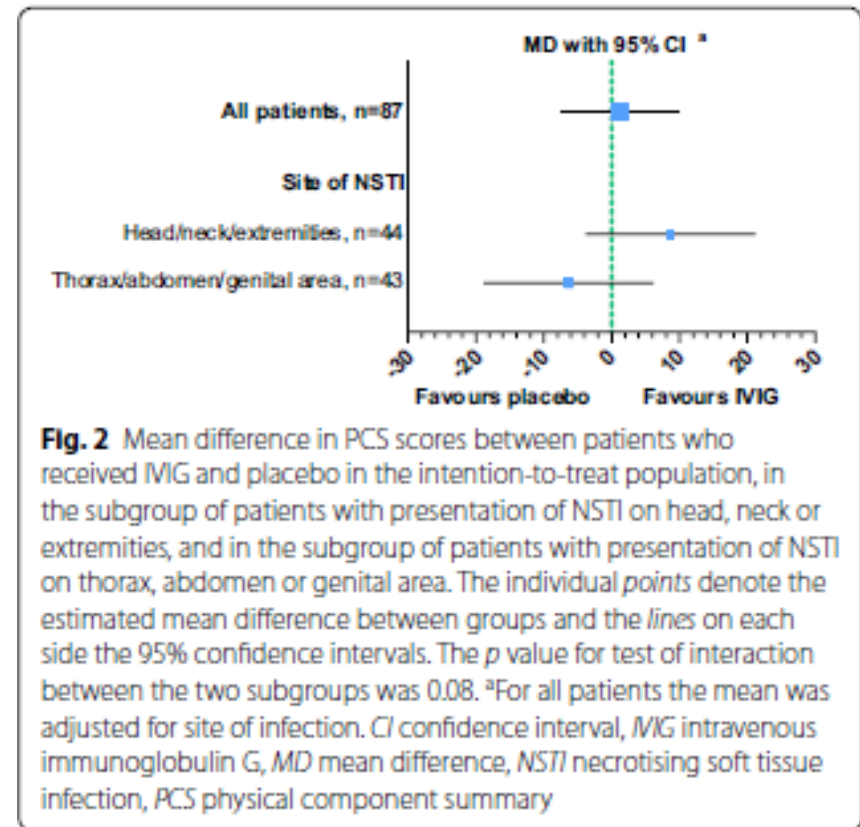 MD with 95% CI ª
All patients, n=87
Site of NSTI
Head/neck/extremities, n=44
Thorax/abdomen/genital area, n=43
-30 -20 -10 0 10 20 30
Favours placebo Favours IVIG
Fig. 2 Mean difference in PCS scores between patients who
received IVIG and placebo in the intention-to-treat population, in
the subgroup of patients with presentation of NSTI on head, neck or
extremities, and in the subgroup of patients with presentation of NSTI
on thorax, abdomen or genital area. The individual points denote the
estimated mean difference between groups and the lines on each
side the 95% confidence intervals. The p value for test of interaction
between the two subgroups was 0.08. ªFor all patients the mean was
adjusted for site of infection. CI confidence interval, IVIG intravenous
immunoglobulin G, MD mean difference, NSTI necrotising soft tissue
infection, PCS physical component summary